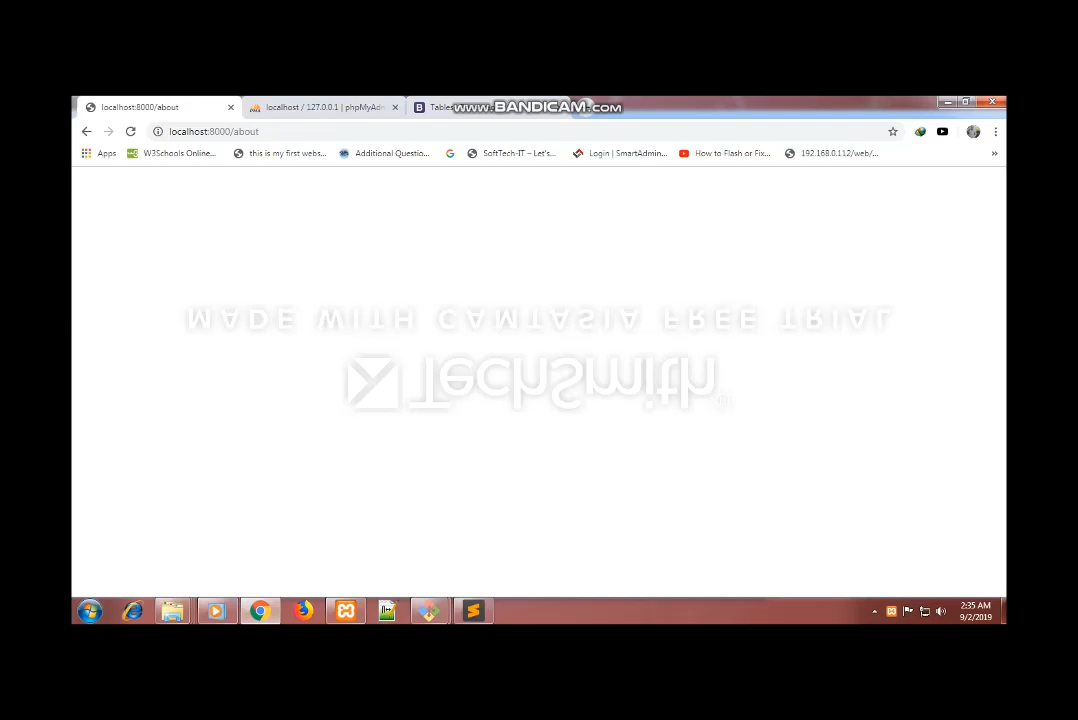 localhost:8000/about
localhost / 127.0.0.1 | phpMyAdn
Tables
www.BANDICAM.COM
localhost:8000/about
Apps
W3Schools Online...
this is my first webs...
Additional Questio...
SoftTech-IT – Let's...
Login | SmartAdmin...
How to Flash or Fix...
192.168.0.112/web/...
»
MADE WITH CAMTASIA FREE TRIAL
TechSmith
2:35 AM
9/2/2019